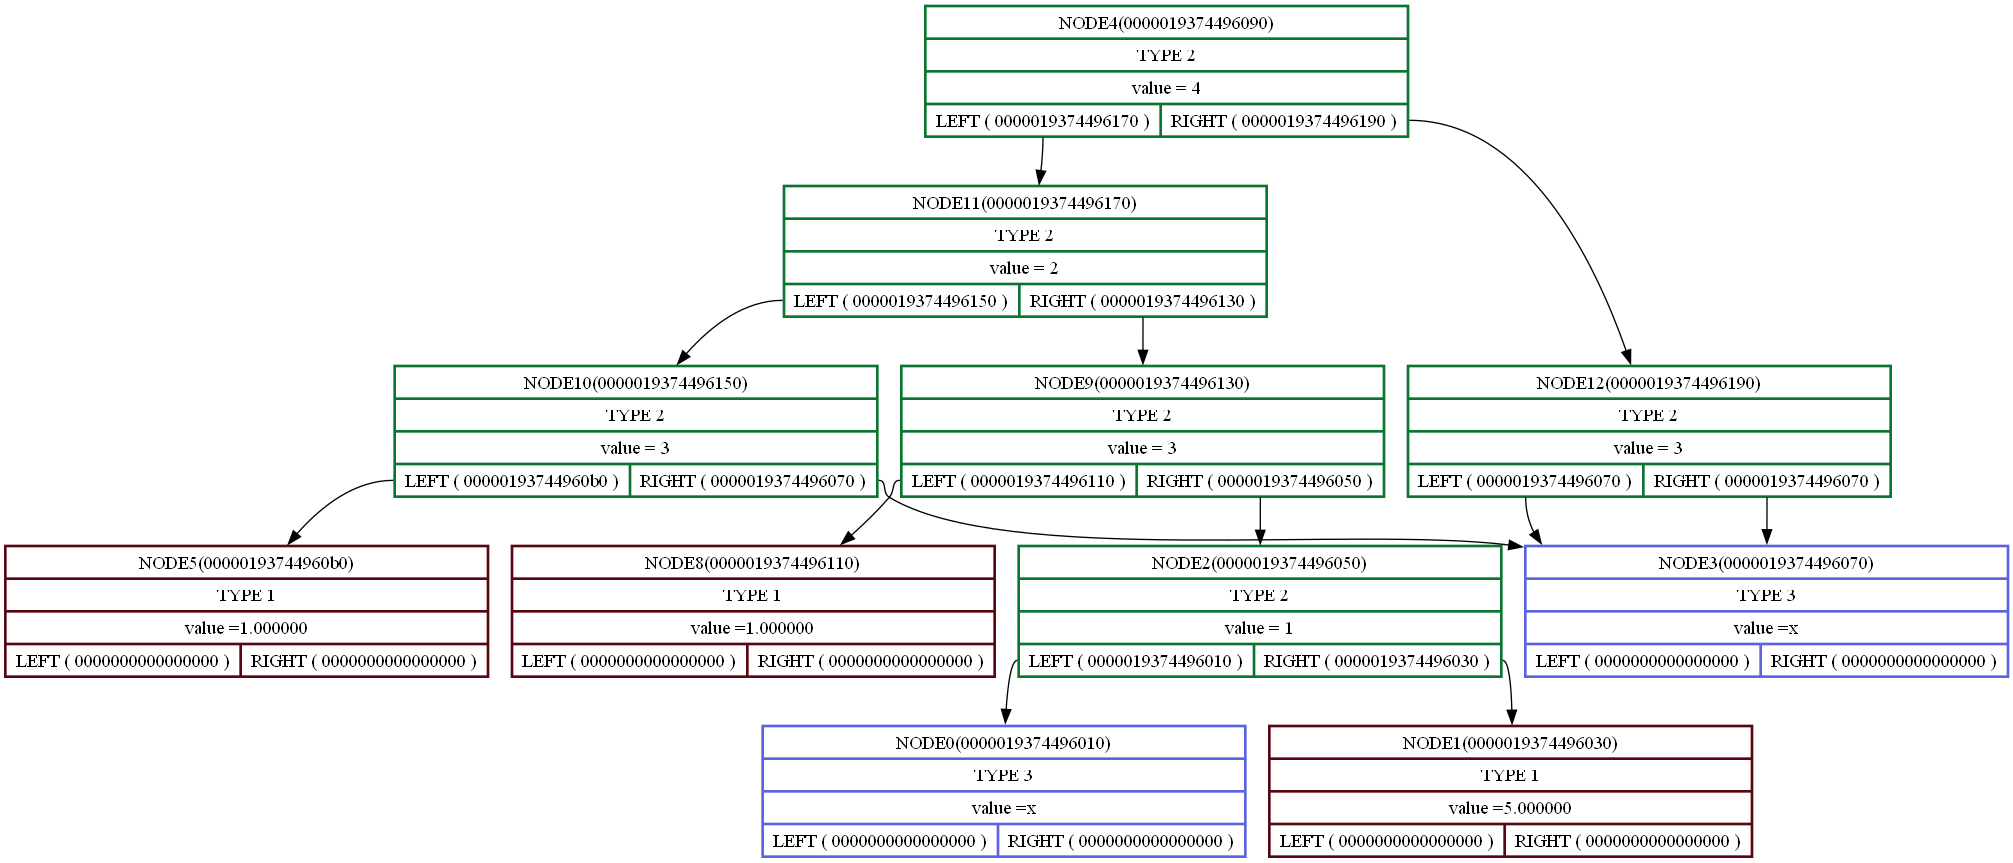 NODE4(0000019374496090)
TYPE 2
value = 4
LEFT ( 0000019374496170 ) RIGHT ( 0000019374496190 )
NODE11(0000019374496170)
TYPE 2
value = 2
LEFT ( 0000019374496150 ) RIGHT ( 0000019374496130 )
NODE10(0000019374496150)
TYPE 2
value = 3
LEFT ( 00000193744960b0 ) RIGHT ( 0000019374496070 )
NODE9(0000019374496130)
TYPE 2
value = 3
LEFT ( 0000019374496110 ) RIGHT ( 0000019374496050 )
NODE12(0000019374496190)
TYPE 2
value = 3
LEFT ( 0000019374496070 ) RIGHT ( 0000019374496070 )
NODE5(00000193744960b0)
TYPE 1
value =1.000000
LEFT ( 0000000000000000 ) RIGHT ( 0000000000000000 )
NODE8(0000019374496110)
TYPE 1
value =1.000000
LEFT ( 0000000000000000 ) RIGHT ( 0000000000000000 )
NODE2(0000019374496050)
TYPE 2
value = 1
LEFT ( 0000019374496010 ) RIGHT ( 0000019374496030 )
NODE3(0000019374496070)
TYPE 3
value =x
LEFT ( 0000000000000000 ) RIGHT ( 0000000000000000 )
NODE0(0000019374496010)
TYPE 3
value =x
LEFT ( 0000000000000000 ) RIGHT ( 0000000000000000 )
NODE1(0000019374496030)
TYPE 1
value =5.000000
LEFT ( 0000000000000000 ) RIGHT ( 0000000000000000 )